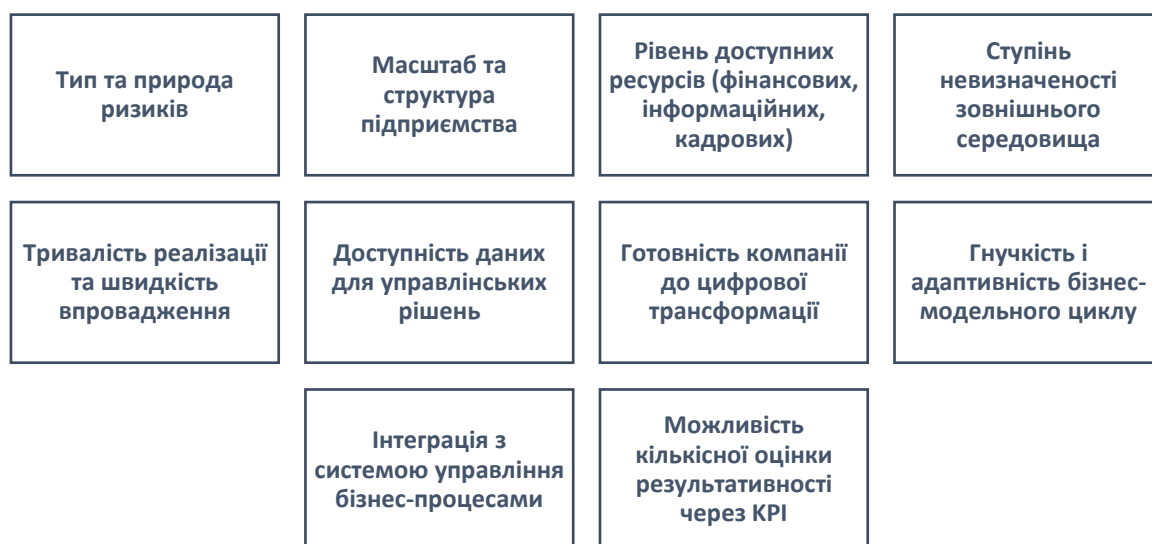 Тип та природа
ризиків
Масштаб та
структура
підприємства
Рівень доступних
ресурсів (фінансових,
інформаційних,
кадрових)
Ступінь
невизначеності
зовнішнього
середовища
Тривалість реалізації
та швидкість
впровадження
Доступність даних
для управлінських
рішень
Готовність компанії
до цифрової
трансформації
Гнучкість і
адаптивність бізнес-
модельного циклу
Інтеграція з
системою управління
бізнес-процесами
Можливість
кількісної оцінки
результативності
через KPI